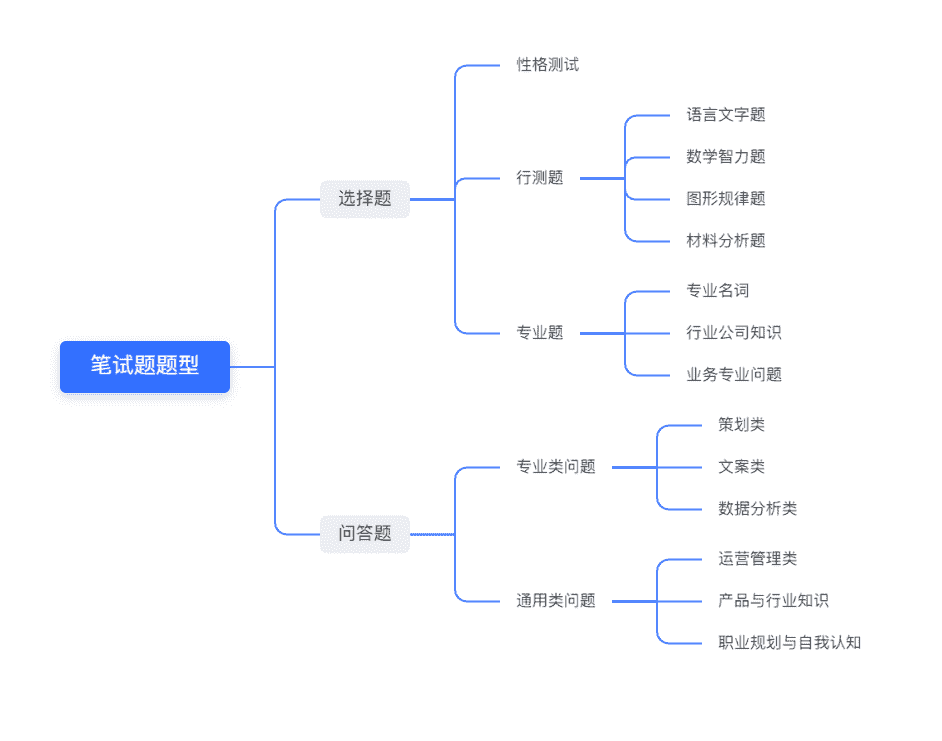 笔试题题型
选择题
性格测试
行测题
语言文字题
数学智力题
图形规律题
材料分析题
专业题
专业名词
行业公司知识
业务专业问题
问答题
专业类问题
策划类
文案类
数据分析类
通用类问题
运营管理类
产品与行业知识
职业规划与自我认知